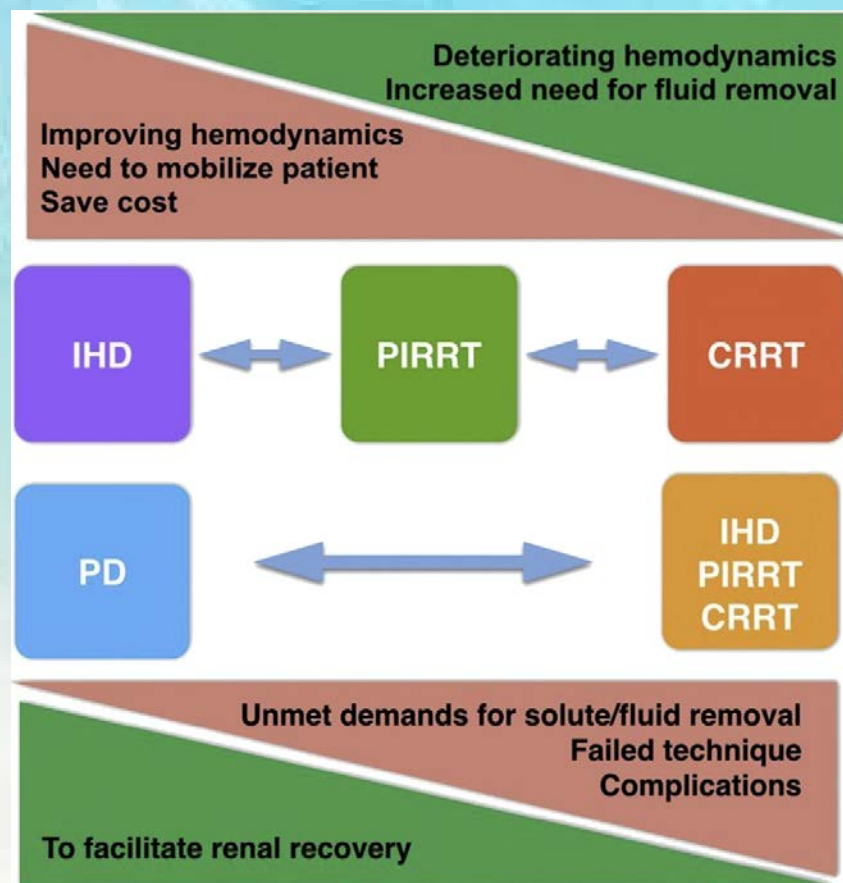 Deteriorating hemodynamics
Increased need for fluid removal
Improving hemodynamics
Need to mobilize patient
Save cost
IHD
PIRRT
CRRT
PD
IHD
PIRRT
CRRT
Unmet demands for solute/fluid removal
Failed technique
Complications
To facilitate renal recovery